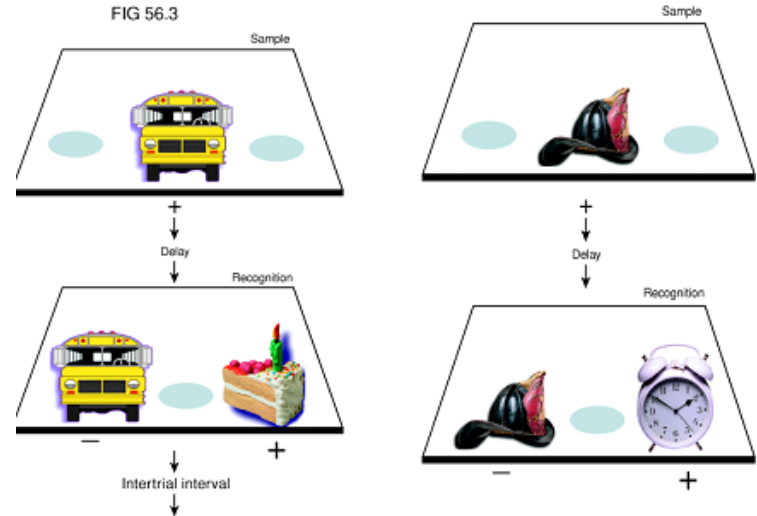 FIG 56.3
Sample
+
Delay
Recognition
− +
Intertrial interval
Sample
+
Delay
Recognition
− +